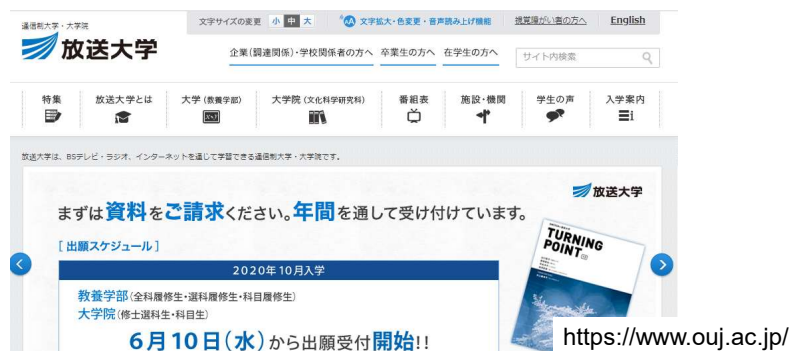 通信制大学・大学院
放送大学
文字サイズの変更 小 中 大 文字拡大・色変更・音声読み上げ機能 視覚障がい者の方へ English
企業(調達関係)・学校関係者の方へ 卒業生の方へ 在学生の方へ サイト内検索
特集 放送大学とは 大学(教養学部) 大学院(文化科学研究科) 番組表 施設・機関 学生の声 入学案内
放送大学は、BSテレビ・ラジオ、インターネットを通じて学習できる通信制大学・大学院です。
放送大学
まずは資料をご請求ください。年間を通して受け付けています。
[出願スケジュール]
2020年10月入学
教養学部(全科履修生・選科履修生・科目履修生)
大学院(修士選科生・科目生)
6月10日(水)から出願受付開始!!
TURNING
POINT
https://www.ouj.ac.jp/